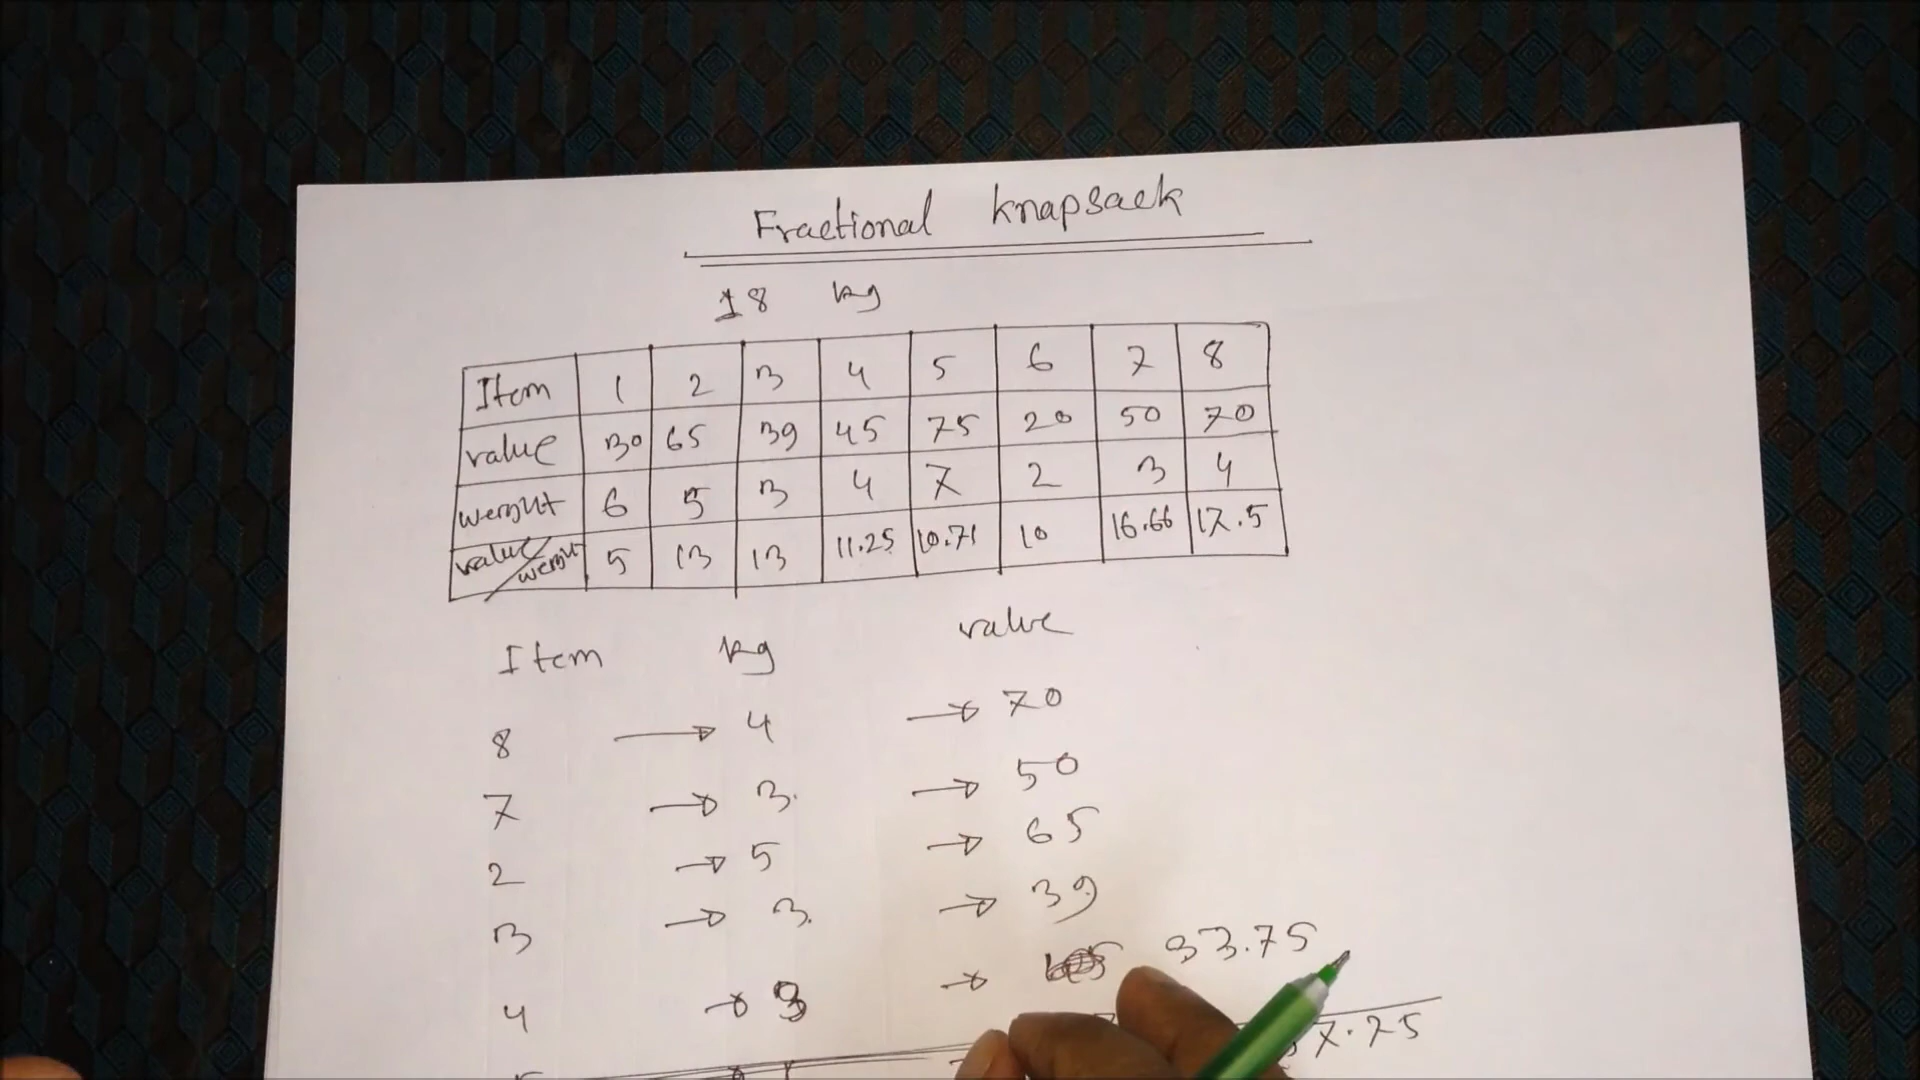 Fractional Knapsack
18 kg
Item 1 2 3 4 5 6 7 8
value 30 65 39 45 75 20 50 70
weight 6 5 3 4 7 2 3 4
value/weight 5 13 13 11.25 10.71 10 16.66 17.5
Item kg value
8 → 4 → 70
7 → 3 → 50
2 → 5 → 65
3 → 3 → 39
4 → 3 → 33.75
7.75